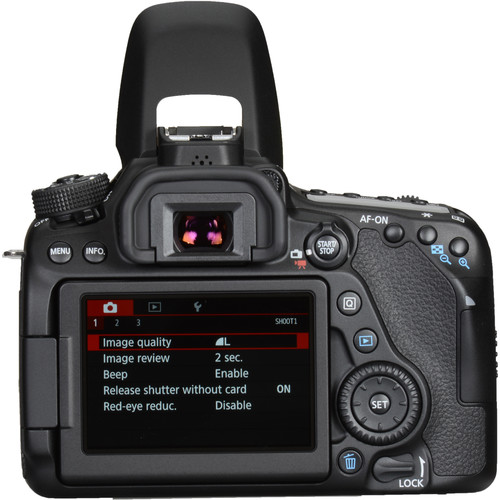 AF-ON
MENU
INFO.
START/
STOP
Q
1 2 3
SHOOT1
Image quality L
Image review 2 sec.
Beep Enable
Release shutter without card ON
Red-eye reduc. Disable
SET
LOCK